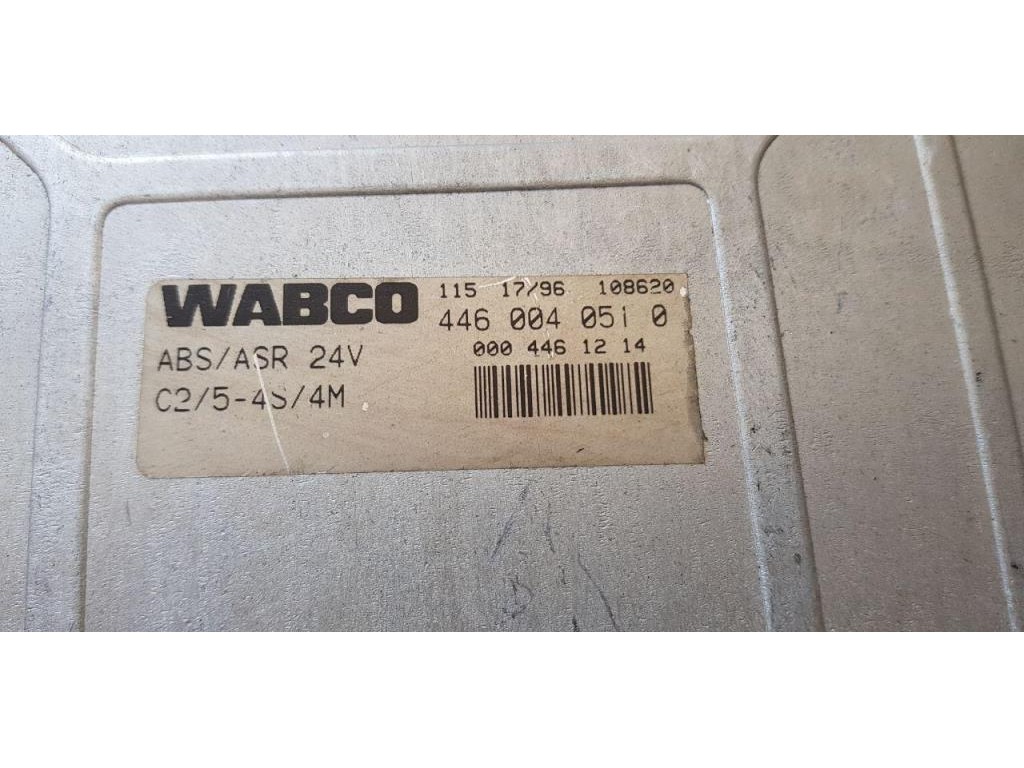 WABCO
115 17/96 108620
446 004 051 0
ABS/ASR 24V
000 446 12 14
C2/5-4S/4M